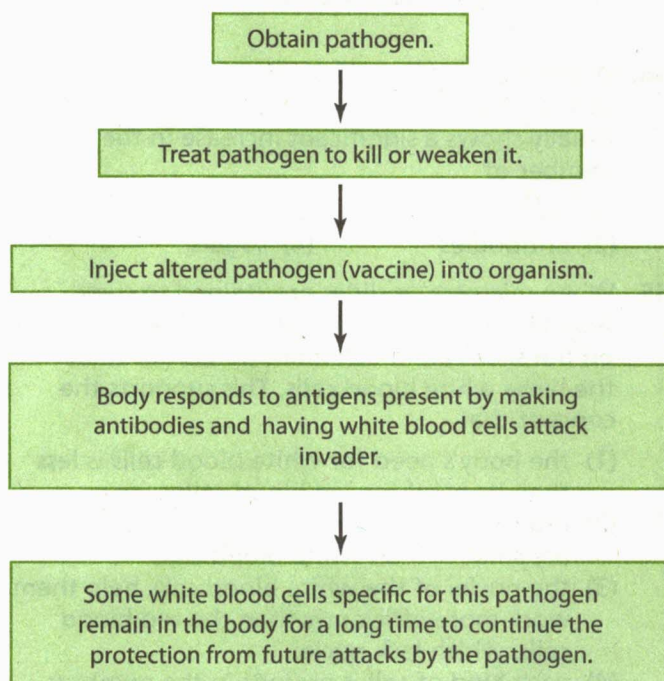 Obtain pathogen.
Treat pathogen to kill or weaken it.
Inject altered pathogen (vaccine) into organism.
Body responds to antigens present by making
antibodies and having white blood cells attack
invader.
Some white blood cells specific for this pathogen
remain in the body for a long time to continue the
protection from future attacks by the pathogen.